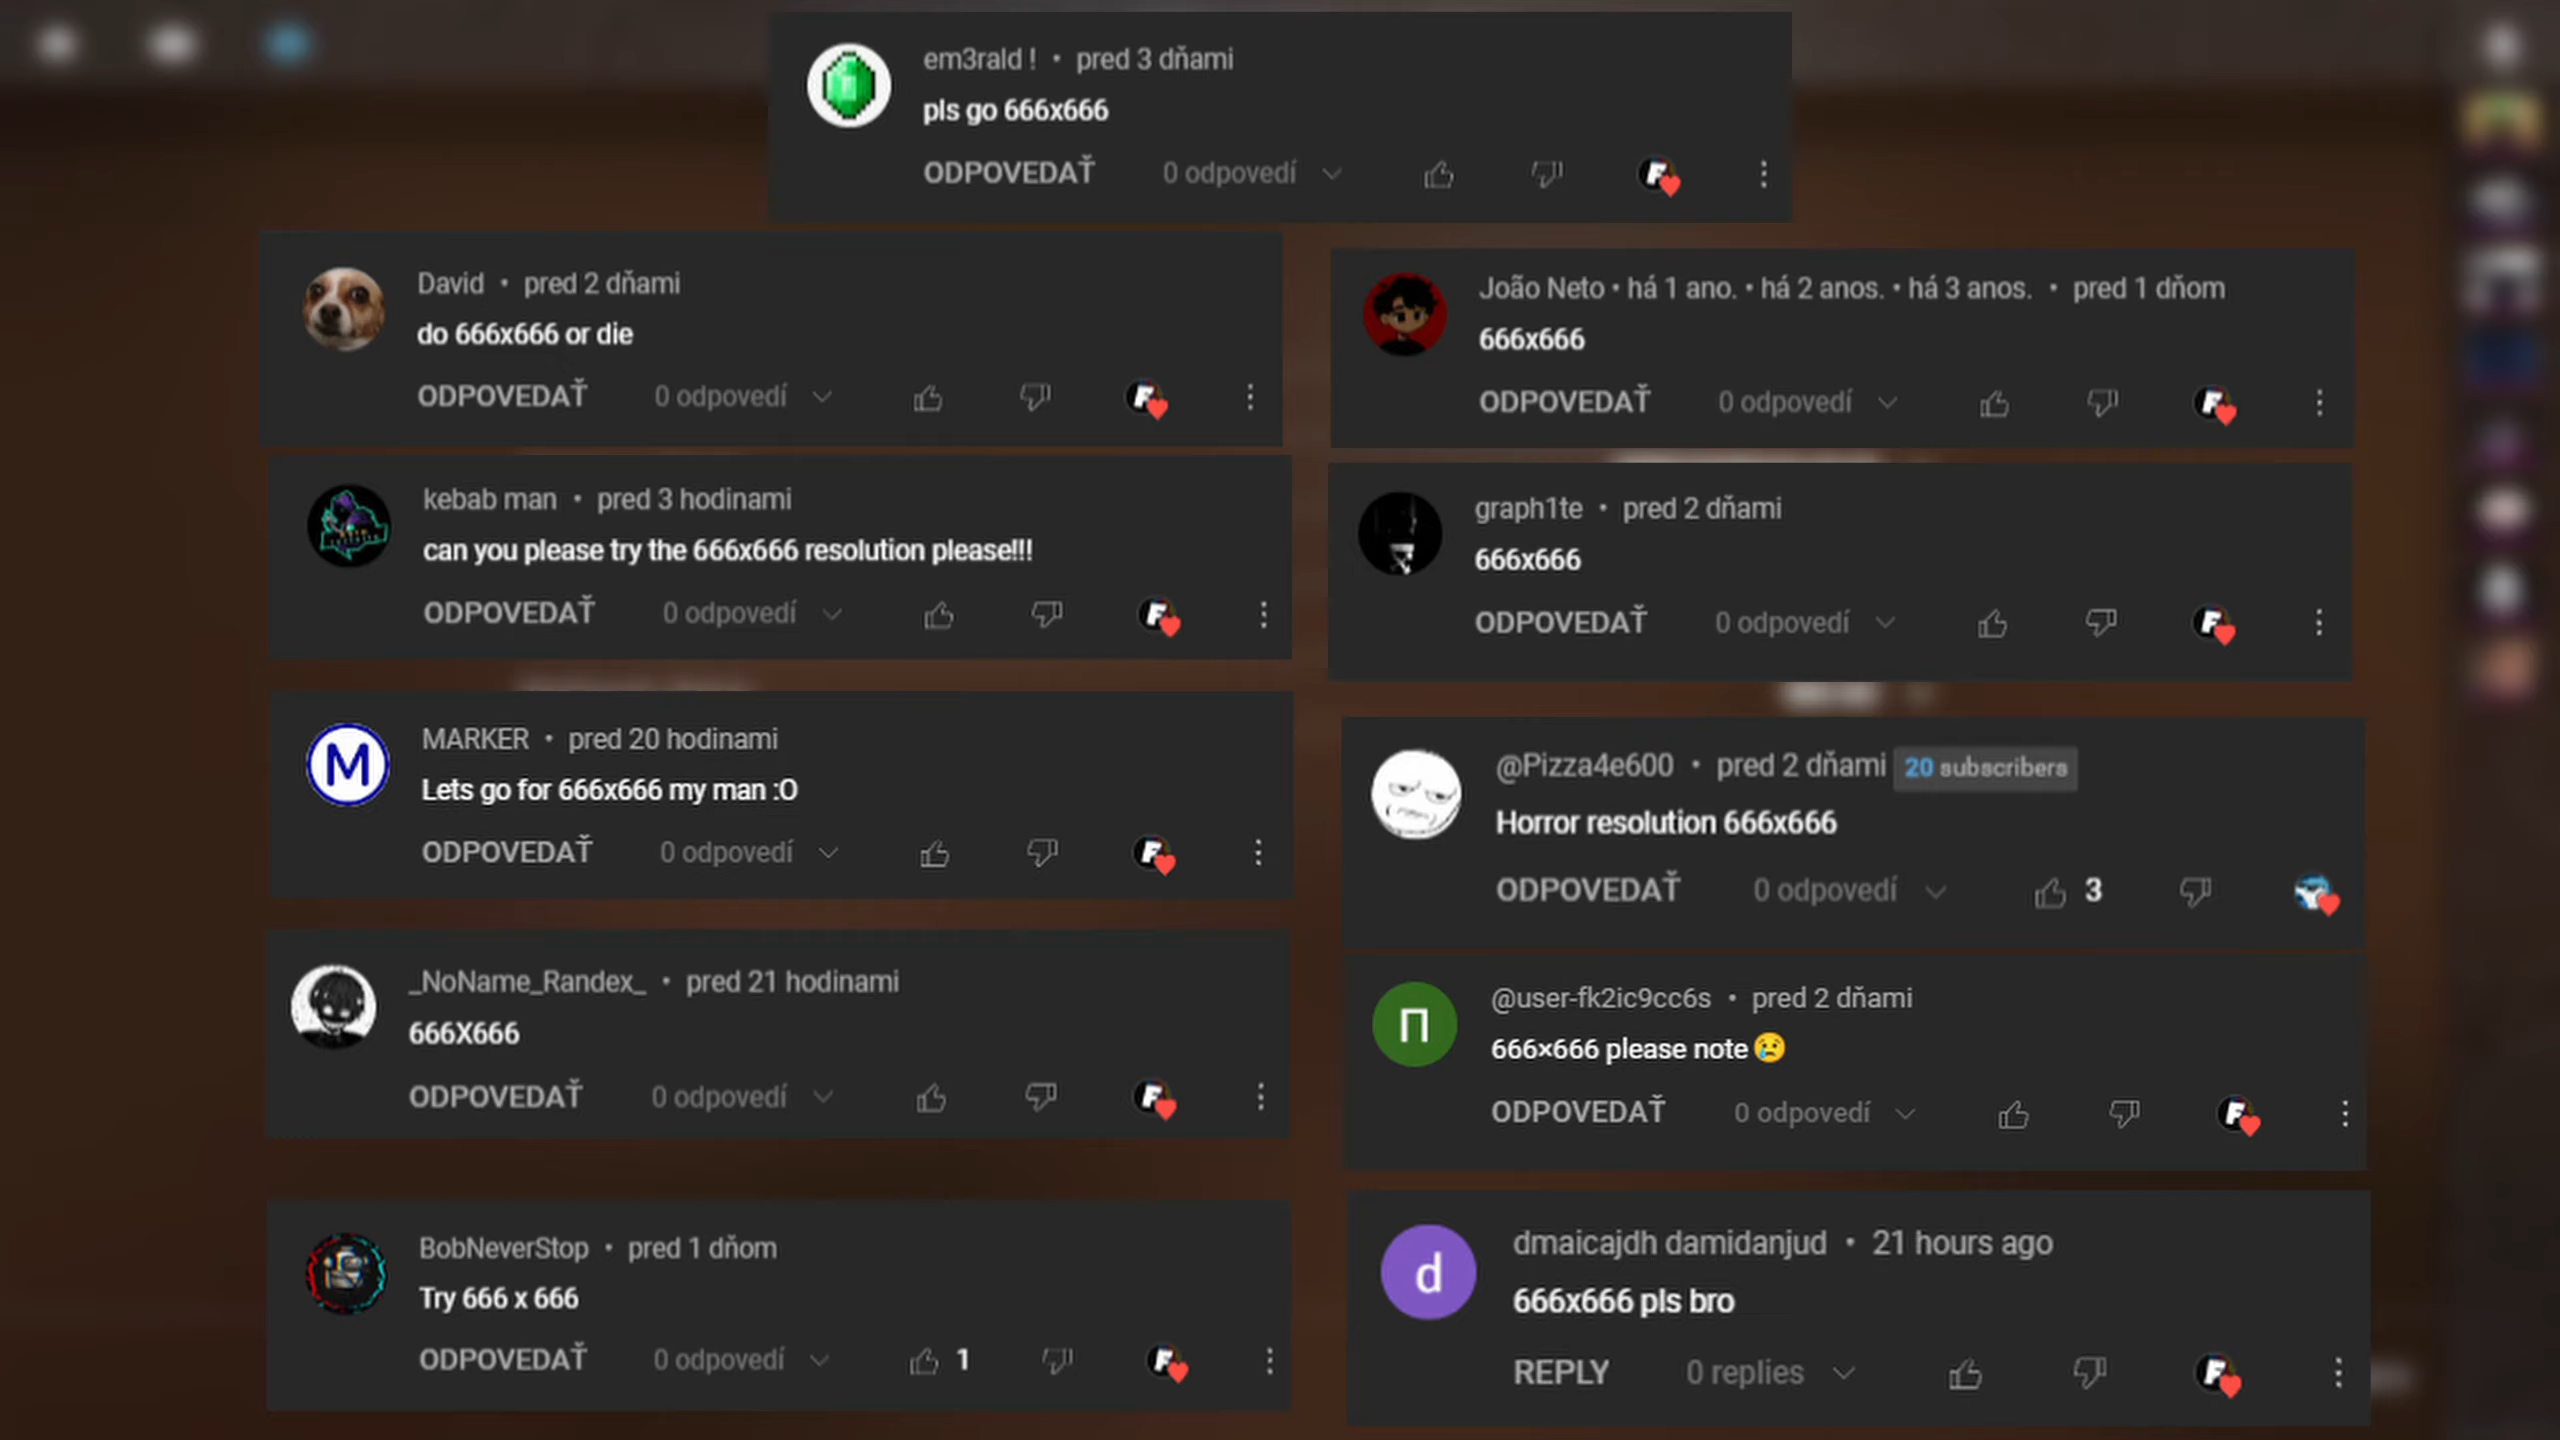 em3rald ! • pred 3 dňami
pls go 666x666
ODPOVEDAŤ 0 odpovedí
David • pred 2 dňami
do 666x666 or die
ODPOVEDAŤ 0 odpovedí
João Neto • há 1 ano. • há 2 anos. • há 3 anos. • pred 1 dňom
666x666
ODPOVEDAŤ 0 odpovedí
kebab man • pred 3 hodinami
can you please try the 666x666 resolution please!!!
ODPOVEDAŤ 0 odpovedí
graph1te • pred 2 dňami
666x666
ODPOVEDAŤ 0 odpovedí
M
MARKER • pred 20 hodinami
Lets go for 666x666 my man :O
ODPOVEDAŤ 0 odpovedí
@Pizza4e600 • pred 2 dňami 20 subscribers
Horror resolution 666x666
ODPOVEDAŤ 0 odpovedí 3
_NoName_Randex_ • pred 21 hodinami
666X666
ODPOVEDAŤ 0 odpovedí
П
@user-fk2ic9cc6s • pred 2 dňami
666×666 please note 😢
ODPOVEDAŤ 0 odpovedí
BobNeverStop • pred 1 dňom
Try 666 x 666
ODPOVEDAŤ 0 odpovedí 1
d
dmaicajdh damidanjud • 21 hours ago
666x666 pls bro
REPLY 0 replies